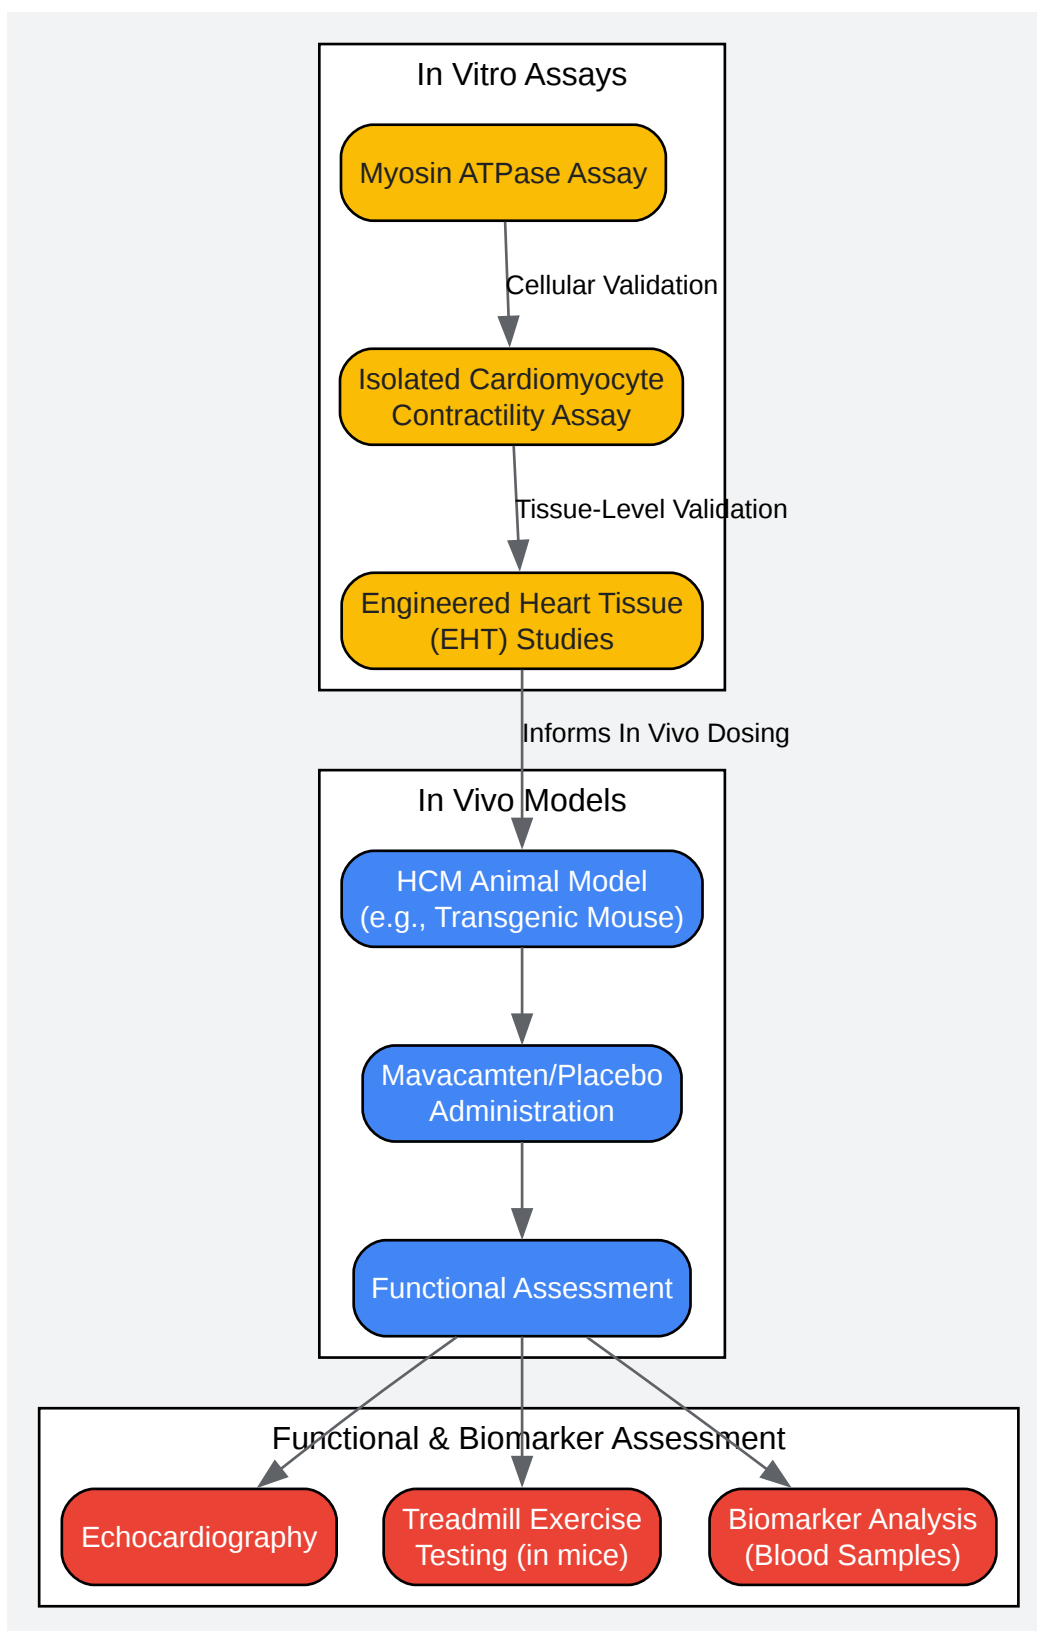 In Vitro Assays
Myosin ATPase Assay
Cellular Validation
Isolated Cardiomyocyte
Contractility Assay
Tissue-Level Validation
Engineered Heart Tissue
(EHT) Studies
Informs In Vivo Dosing
In Vivo Models
HCM Animal Model
(e.g., Transgenic Mouse)
Mavacamten/Placebo
Administration
Functional Assessment
Functional & Biomarker Assessment
Echocardiography
Treadmill Exercise
Testing (in mice)
Biomarker Analysis
(Blood Samples)